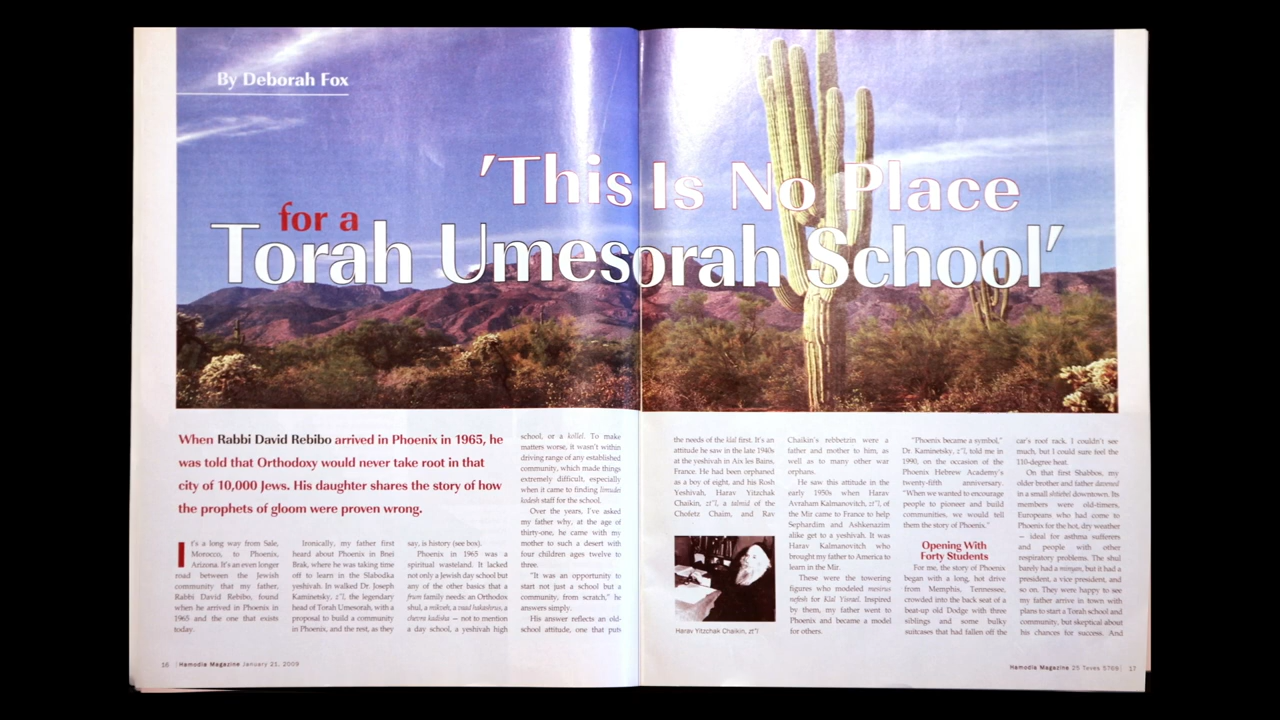 By Deborah Fox
'This Is No Place
for a
Torah Umesorah School'
When Rabbi David Rebibo arrived in Phoenix in 1965, he
was told that Orthodoxy would never take root in that
city of 10,000 Jews. His daughter shares the story of how
the prophets of gloom were proven wrong.
It's a long way from Sale,
Morocco, to Phoenix,
Arizona. It's an even longer
road between the Jewish
community that my father,
Rabbi David Rebibo, found
when he arrived in Phoenix in
1965 and the one that exists
today.
Ironically, my father first
heard about Phoenix in Bnei
Brak, where he was taking time
off to learn in the Slabodka
yeshivah. In walked Dr. Joseph
Kaminetsky, z"l, the legendary
head of Torah Umesorah, with a
proposal to build a community
in Phoenix, and the rest, as they
say, is history (see box).
Phoenix in 1965 was a
spiritual wasteland. It lacked
not only a Jewish day school but
any of the other basics that a
frum family needs: an Orthodox
shul, a mikveh, a vaad hakashrus, a
chevra kadisha — not to mention
a day school, a yeshivah high
school, or a kollel. To make
matters worse, it wasn't within
driving range of any established
community, which made things
extremely difficult, especially
when it came to finding limudei
kodesh staff for the school.
Over the years, I've asked
my father why, at the age of
thirty-one, he came with my
mother to such a desert with
four children ages twelve to
three.
"It was an opportunity to
start not just a school but a
community, from scratch," he
answers simply.
His answer reflects an old-
school attitude, one that puts
the needs of the klal first. It's an
attitude he saw in the late 1940s
at the yeshivah in Aix les Bains,
France. He had been orphaned
as a boy of eight, and his Rosh
Yeshivah, Harav Yitzchak
Chaikin, zt"l, a talmid of the
Chofetz Chaim, and Rav
Harav Yitzchak Chaikin, zt"l
Chaikin's rebbetzin were a
father and mother to him, as
well as to many other war
orphans.
He saw this attitude in the
early 1950s when Harav
Avraham Kalmanovitch, zt"l, of
the Mir came to France to help
Sephardim and Ashkenazim
alike get to a yeshivah. It was
Harav Kalmanovitch who
brought my father to America to
learn in the Mir.
These were the towering
figures who modeled mesirus
nefesh for Klal Yisrael. Inspired
by them, my father went to
Phoenix and became a model
for others.
"Phoenix became a symbol,"
Dr. Kaminetsky, z"l, told me in
1990, on the occasion of the
Phoenix Hebrew Academy's
twenty-fifth anniversary.
"When we wanted to encourage
people to pioneer and build
communities, we would tell
them the story of Phoenix."
Opening With
Forty Students
For me, the story of Phoenix
began with a long, hot drive
from Memphis, Tennessee,
crowded into the back seat of a
beat-up old Dodge with three
siblings and some bulky
suitcases that had fallen off the
car's roof rack. I couldn't see
much, but I could sure feel the
110-degree heat.
On that first Shabbos, my
older brother and father davened
in a small shtiebel downtown. Its
members were old-timers,
Europeans who had come to
Phoenix for the hot, dry weather
— ideal for asthma sufferers
and people with other
respiratory problems. The shul
barely had a minyan, but it had a
president, a vice president, and
so on. They were happy to see
my father arrive in town with
plans to start a Torah school and
community, but skeptical about
his chances for success. And
16 | Hamodia Magazine January 21, 2009
Hamodia Magazine 25 Teves 5769 | 17